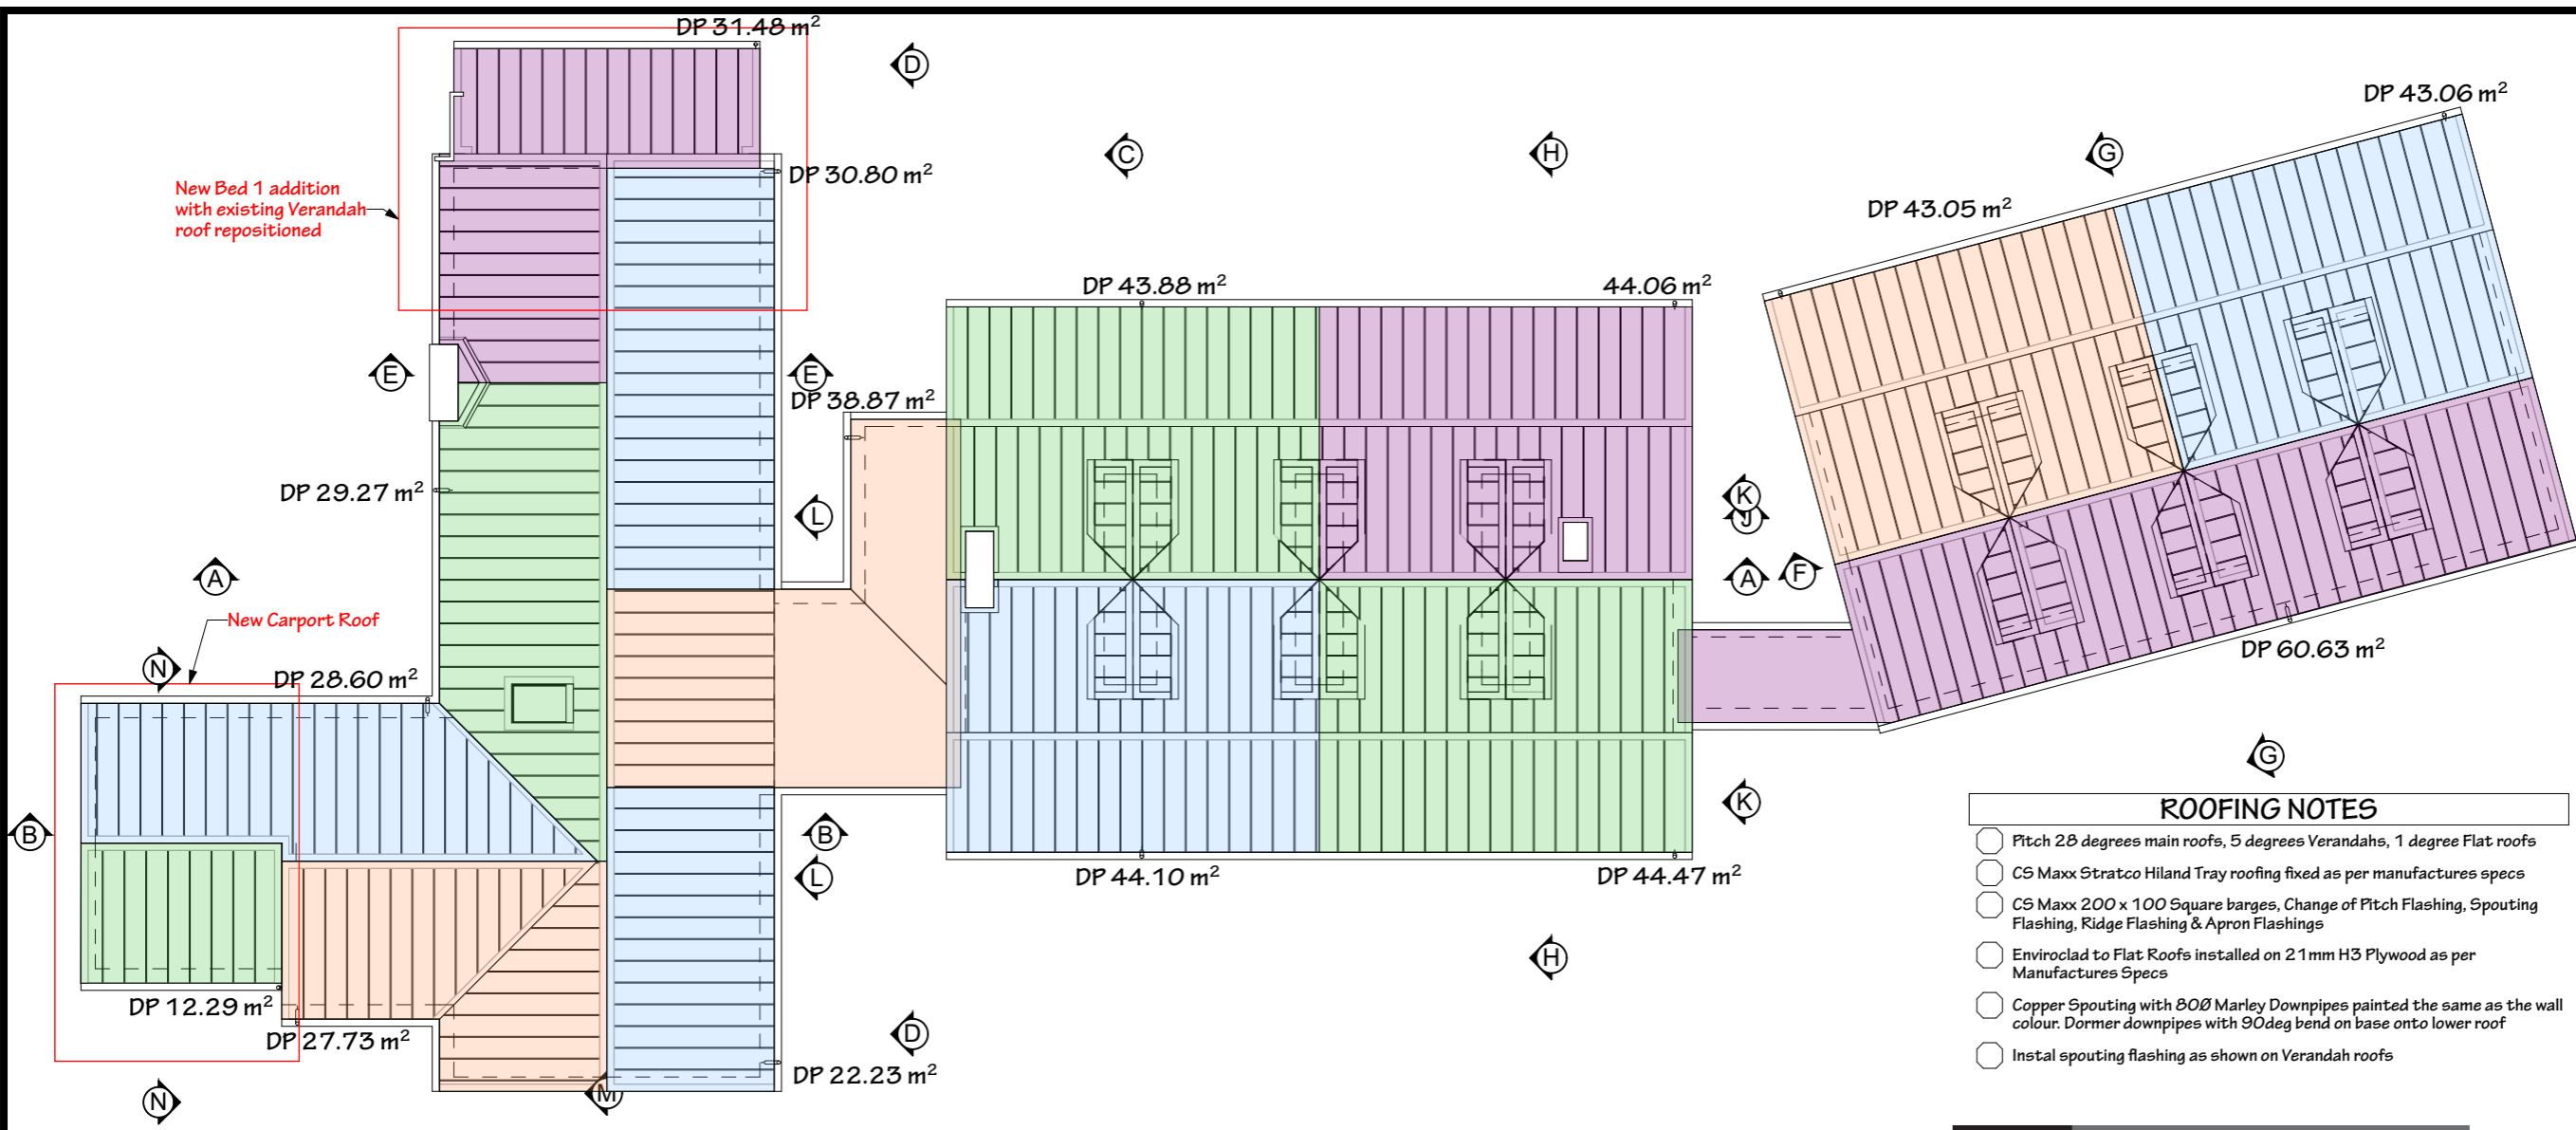 DP 31.48 m²
D
DP 43.06 m²
C
H
G
DP 30.80 m²
New Bed 1 addition
with existing Verandah
roof repositioned
DP 43.05 m²
DP 43.88 m²
44.06 m²
E
E
DP 38.87 m²
DP 29.27 m²
L
K
J
A
A
F
New Carport Roof
N
DP 28.60 m²
DP 60.63 m²
G
B
B
K
L
DP 44.10 m²
DP 44.47 m²
H
DP 12.29 m²
DP 27.73 m²
D
DP 22.23 m²
M
N
ROOFING NOTES
Pitch 28 degrees main roofs, 5 degrees Verandahs, 1 degree Flat roofs
CS Maxx Stratco Hiland Tray roofing fixed as per manufactures specs
CS Maxx 200 x 100 Square barges, Change of Pitch Flashing, Spouting
Flashing, Ridge Flashing & Apron Flashings
Enviroclad to Flat Roofs installed on 21mm H3 Plywood as per
Manufactures Specs
Copper Spouting with 80Ø Marley Downpipes painted the same as the wall
colour. Dormer downpipes with 90deg bend on base onto lower roof
Instal spouting flashing as shown on Verandah roofs